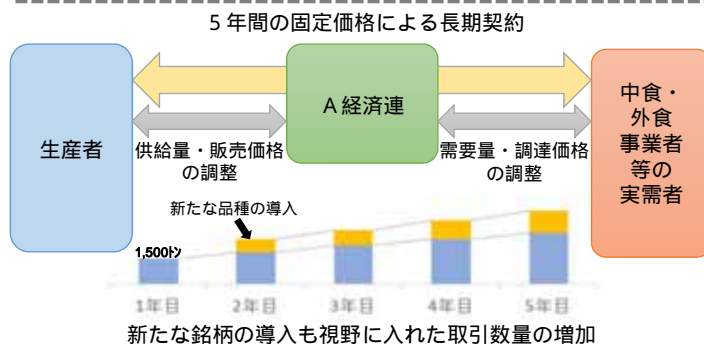 5年間の固定価格による長期契約
生産者
A経済連
中食・
外食
事業者
等の
実需者
供給量・販売価格
の調整
需要量・調達価格
の調整
新たな品種の導入
1,500㌧
1年目
2年目
3年目
4年目
5年目
新たな銘柄の導入も視野に入れた取引数量の増加